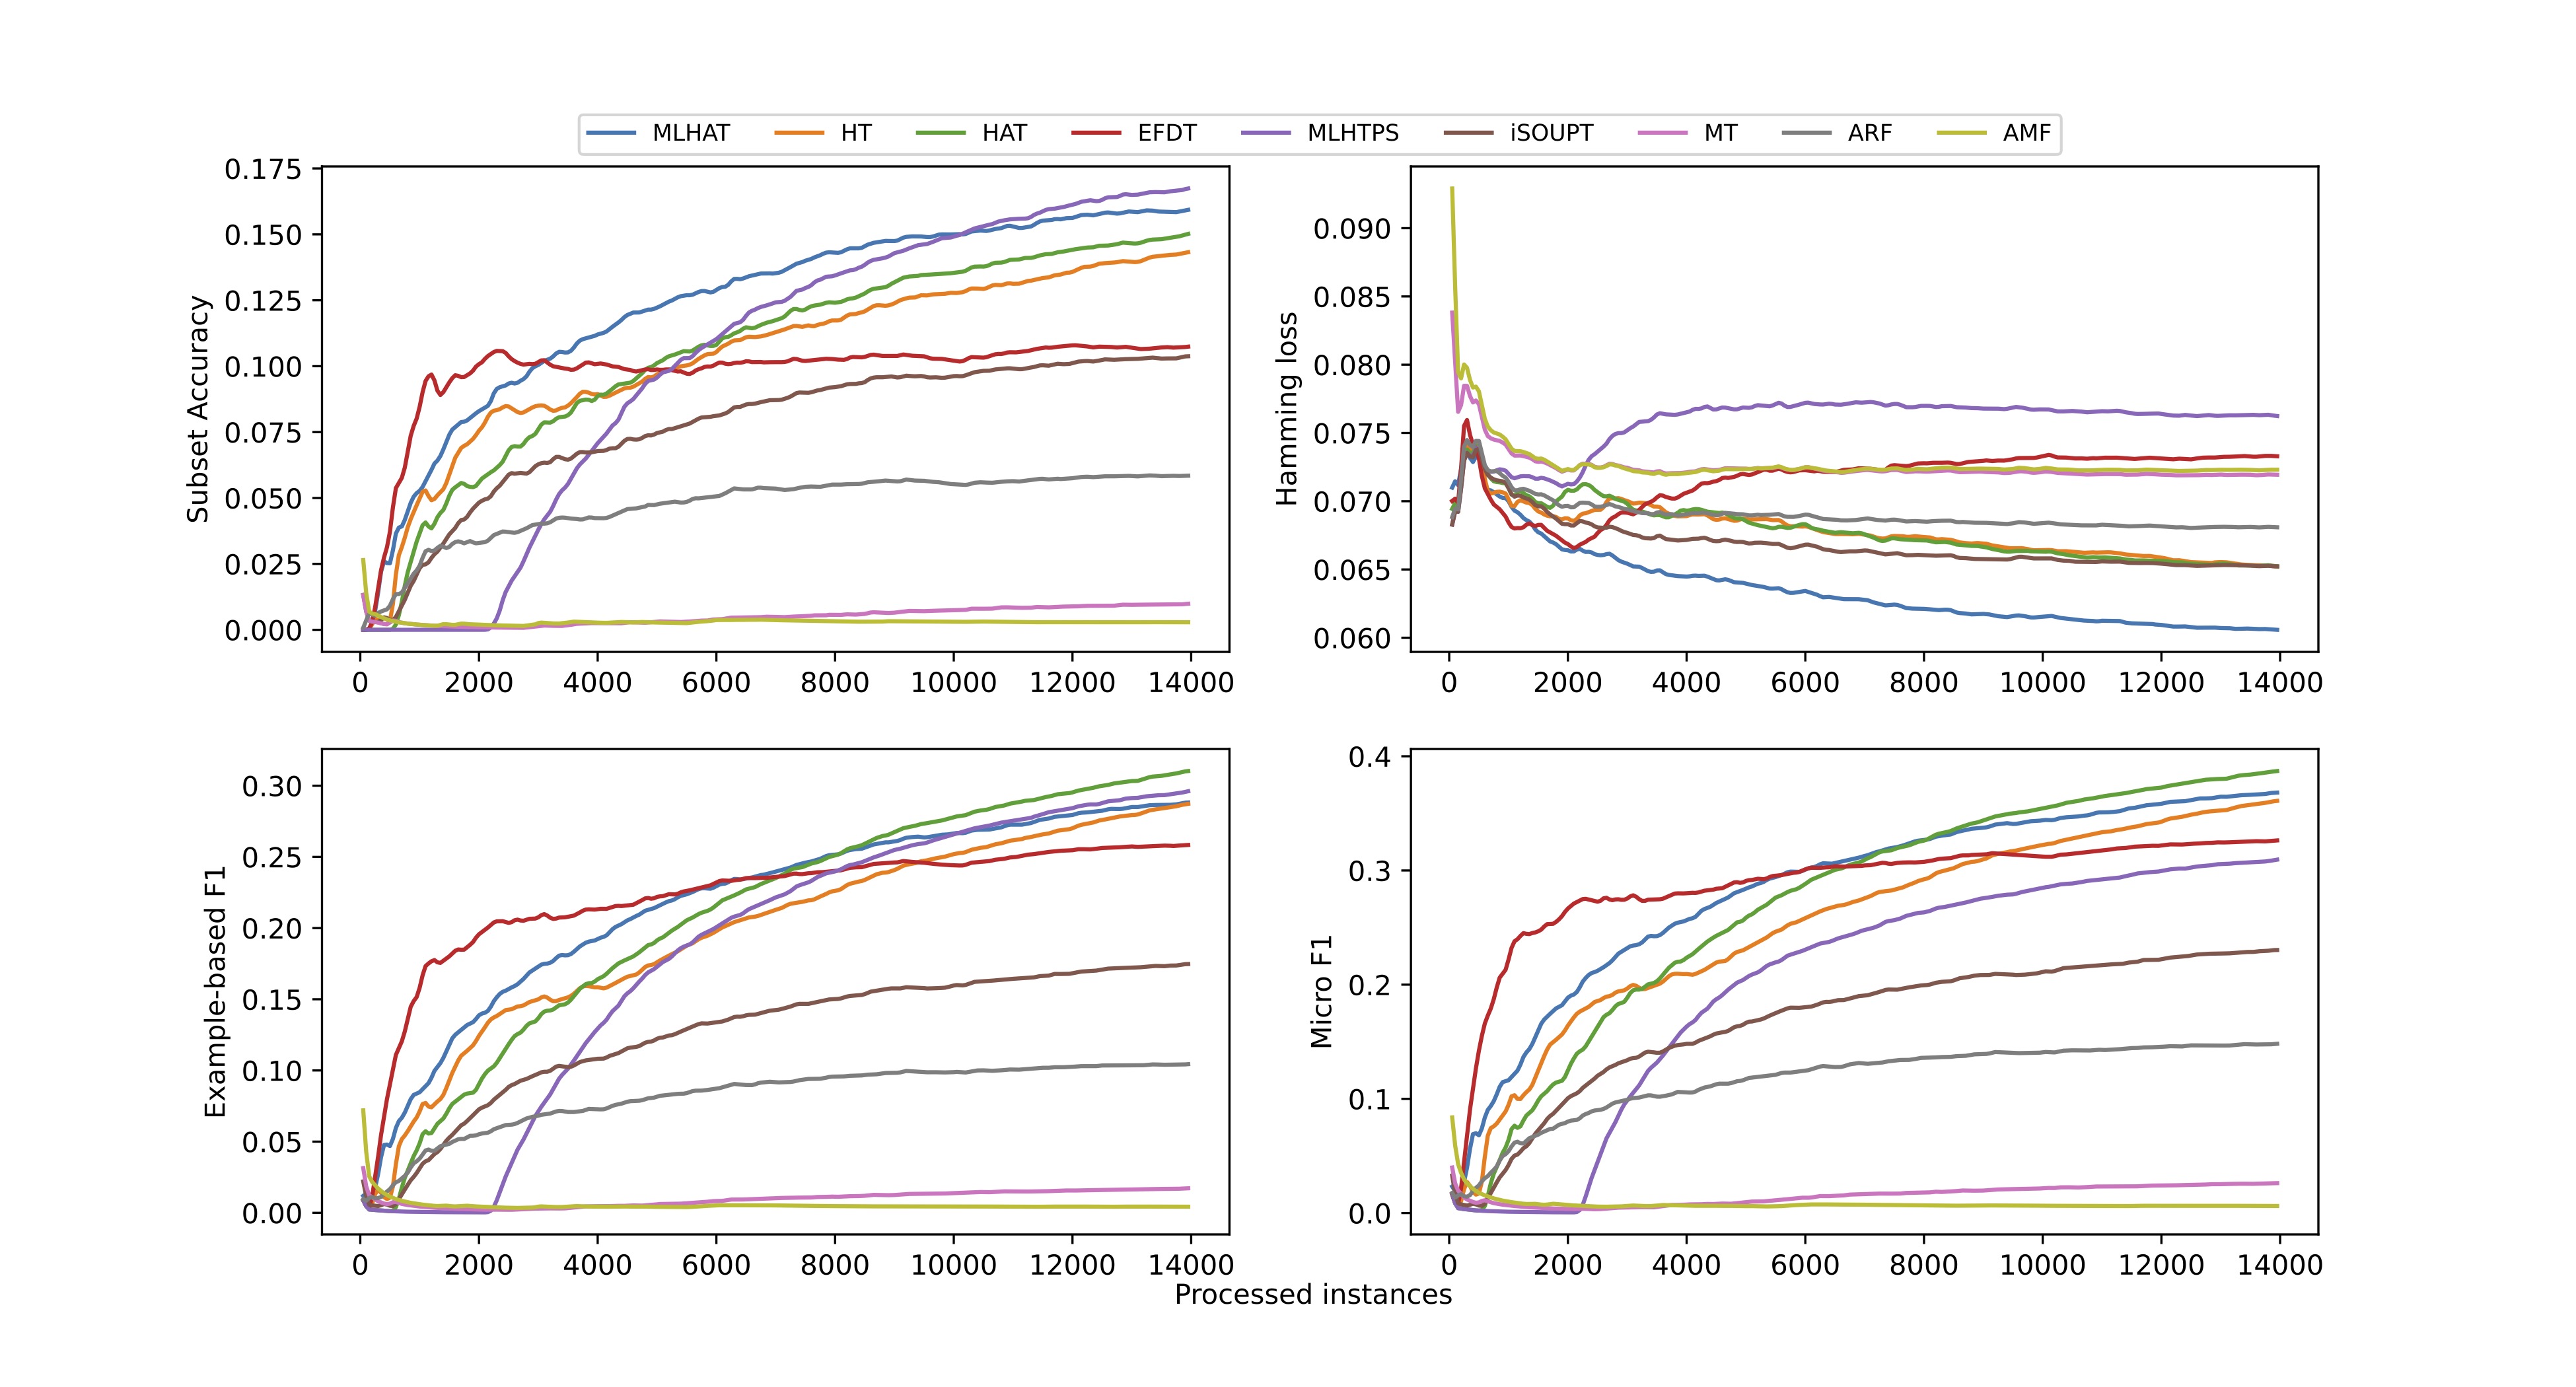 MLHAT HT HAT EFDT MLHTPS iSOUPT MT ARF AMF
Subset Accuracy
0.175
0.150
0.125
0.100
0.075
0.050
0.025
0.000
0 2000 4000 6000 8000 10000 12000 14000
Hamming loss
0.090
0.085
0.080
0.075
0.070
0.065
0.060
0 2000 4000 6000 8000 10000 12000 14000
Example-based F1
0.30
0.25
0.20
0.15
0.10
0.05
0.00
0 2000 4000 6000 8000 10000 12000 14000
Micro F1
0.4
0.3
0.2
0.1
0.0
0 2000 4000 6000 8000 10000 12000 14000
Processed instances